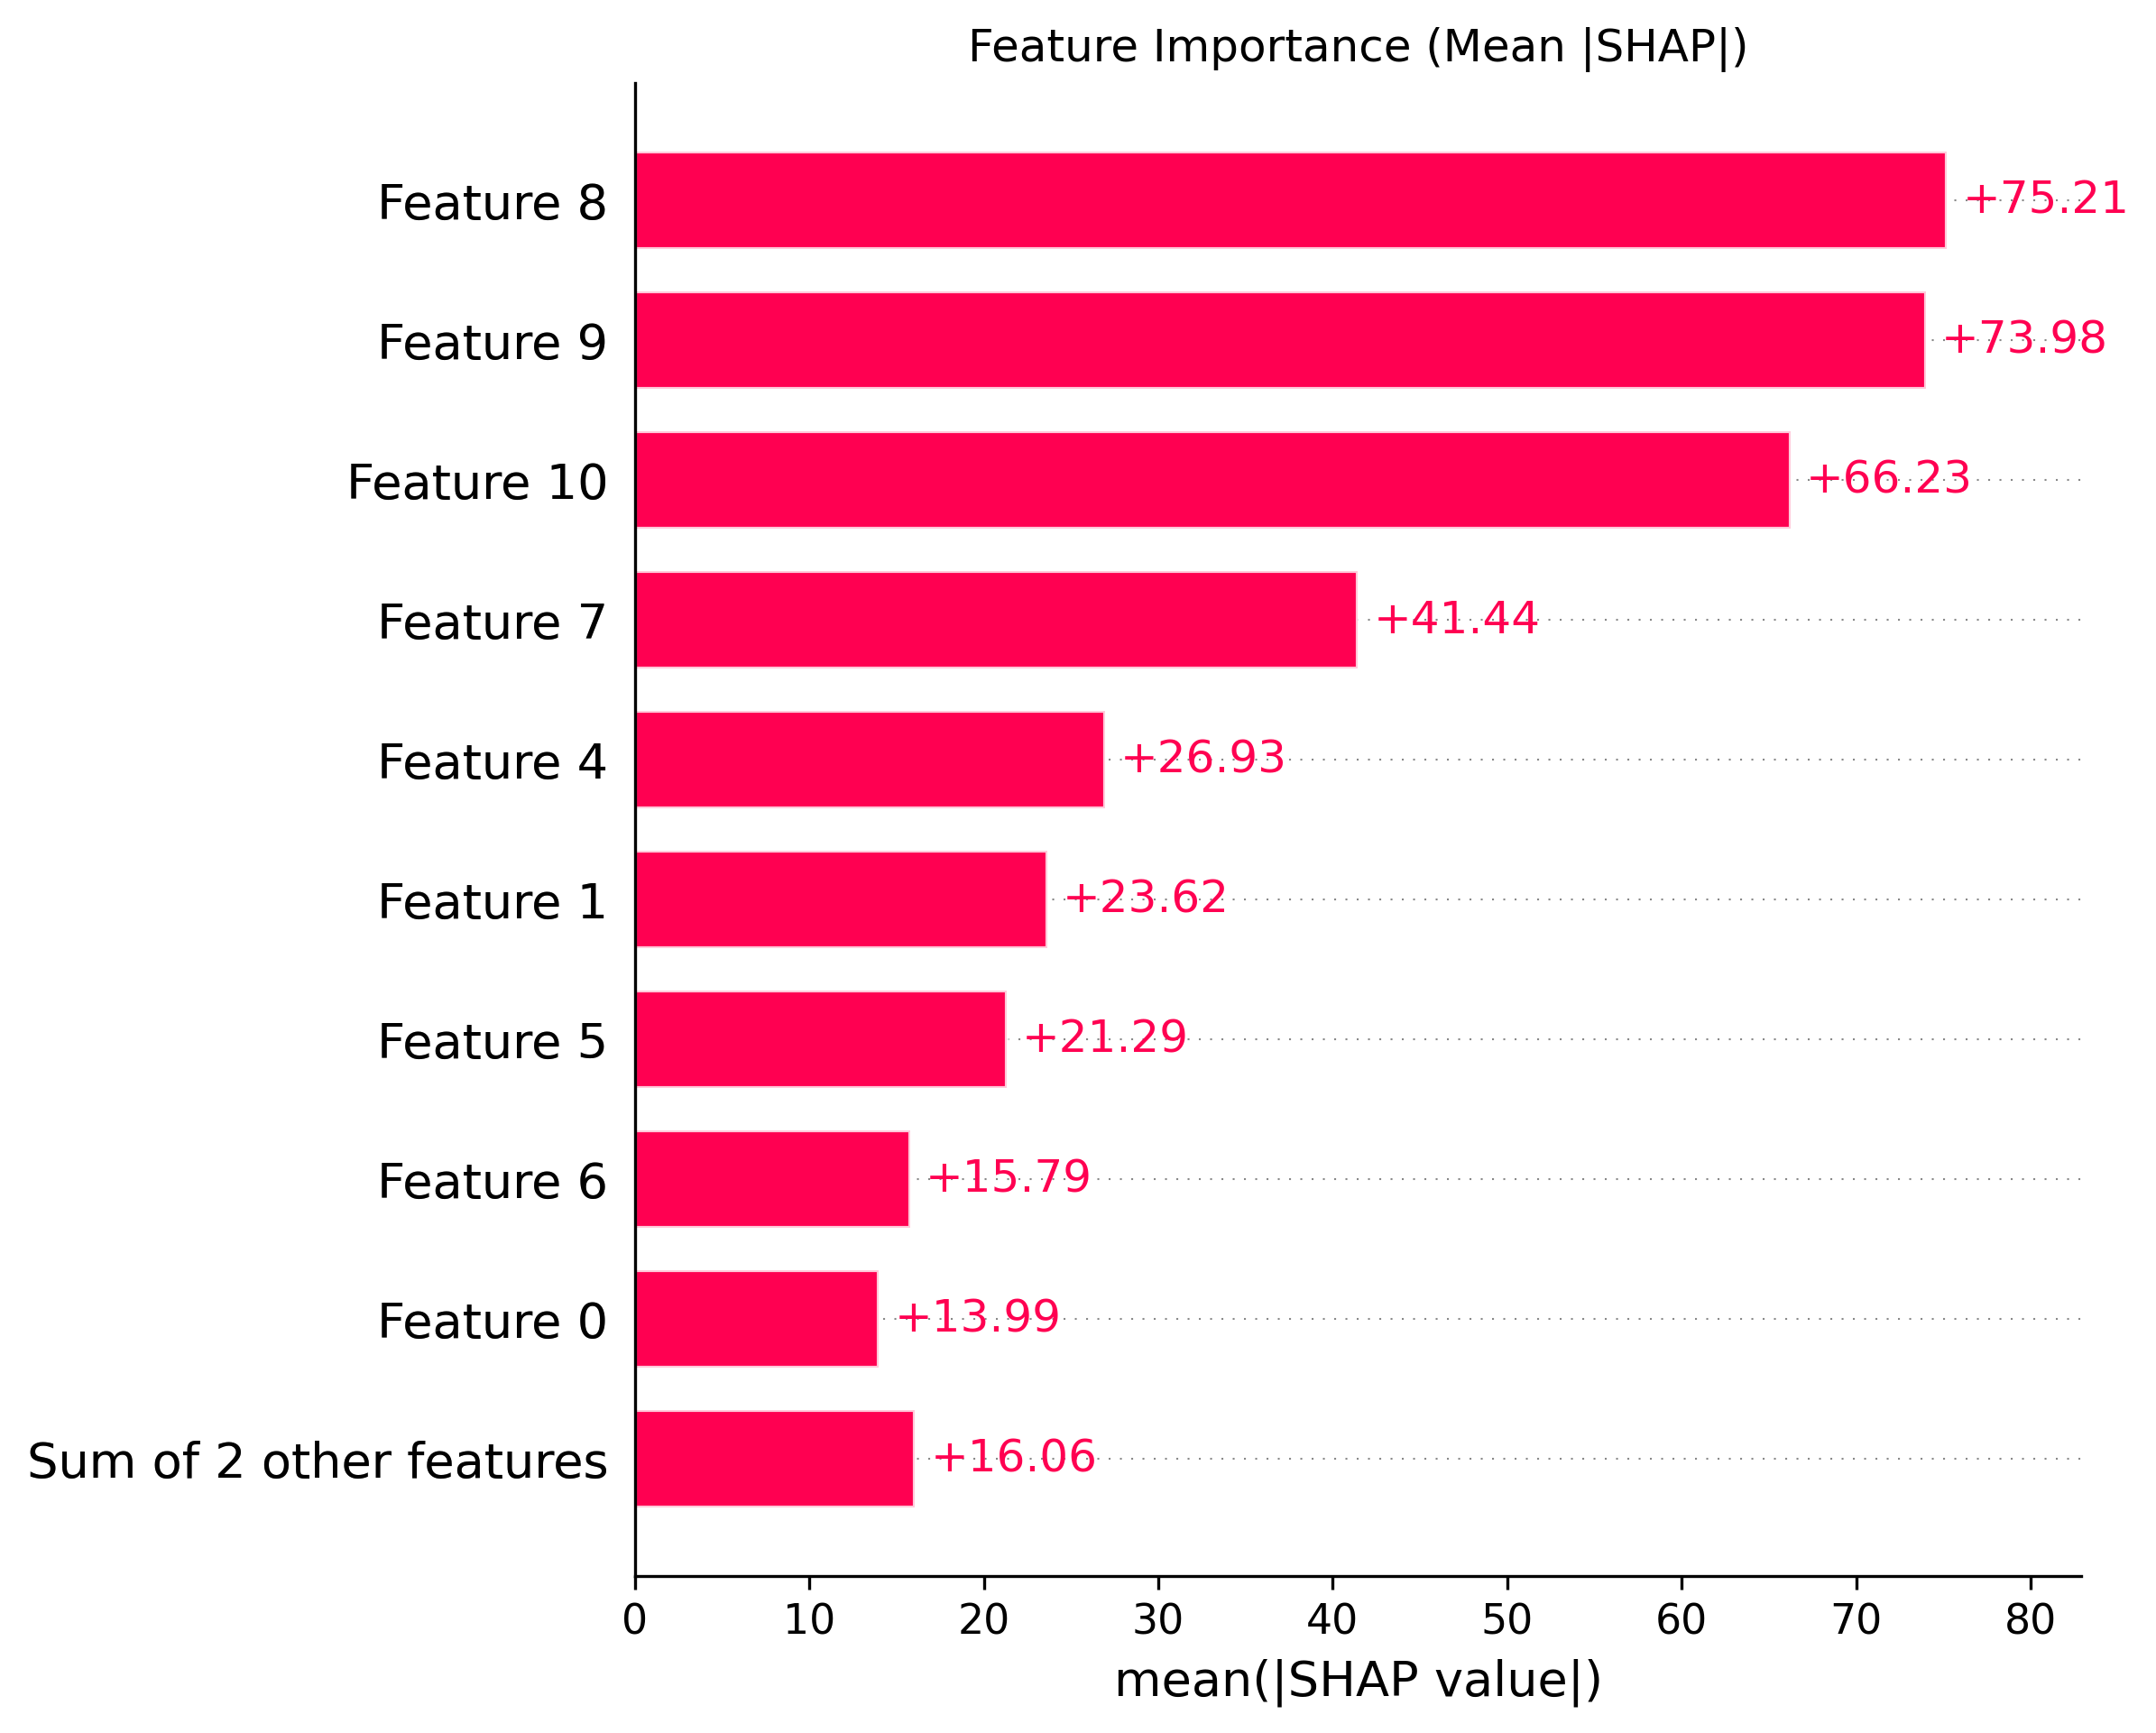 Feature Importance (Mean |SHAP|)
Feature 8 +75.21
Feature 9 +73.98
Feature 10 +66.23
Feature 7 +41.44
Feature 4 +26.93
Feature 1 +23.62
Feature 5 +21.29
Feature 6 +15.79
Feature 0 +13.99
Sum of 2 other features +16.06
0 10 20 30 40 50 60 70 80
mean(|SHAP value|)